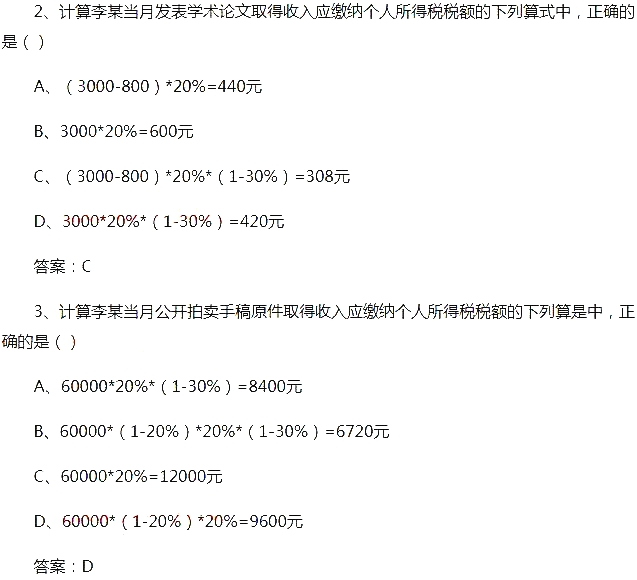 2、计算李某当月发表学术论文取得收入应缴纳个人所得税税额的下列算式中，正确的
是( )
A、（3000-800）*20%=440元
B、3000*20%=600元
C、（3000-800）*20%*（1-30%）=308元
D、3000*20%*（1-30%）=420元
答案：C
3、计算李某当月公开拍卖手稿原件取得收入应缴纳个人所得税税额的下列算是中，正
确的是( )
A、60000*20%*（1-30%）=8400元
B、60000*（1-20%）*20%*（1-30%）=6720元
C、60000*20%=12000元
D、60000*（1-20%）*20%=9600元
答案：D